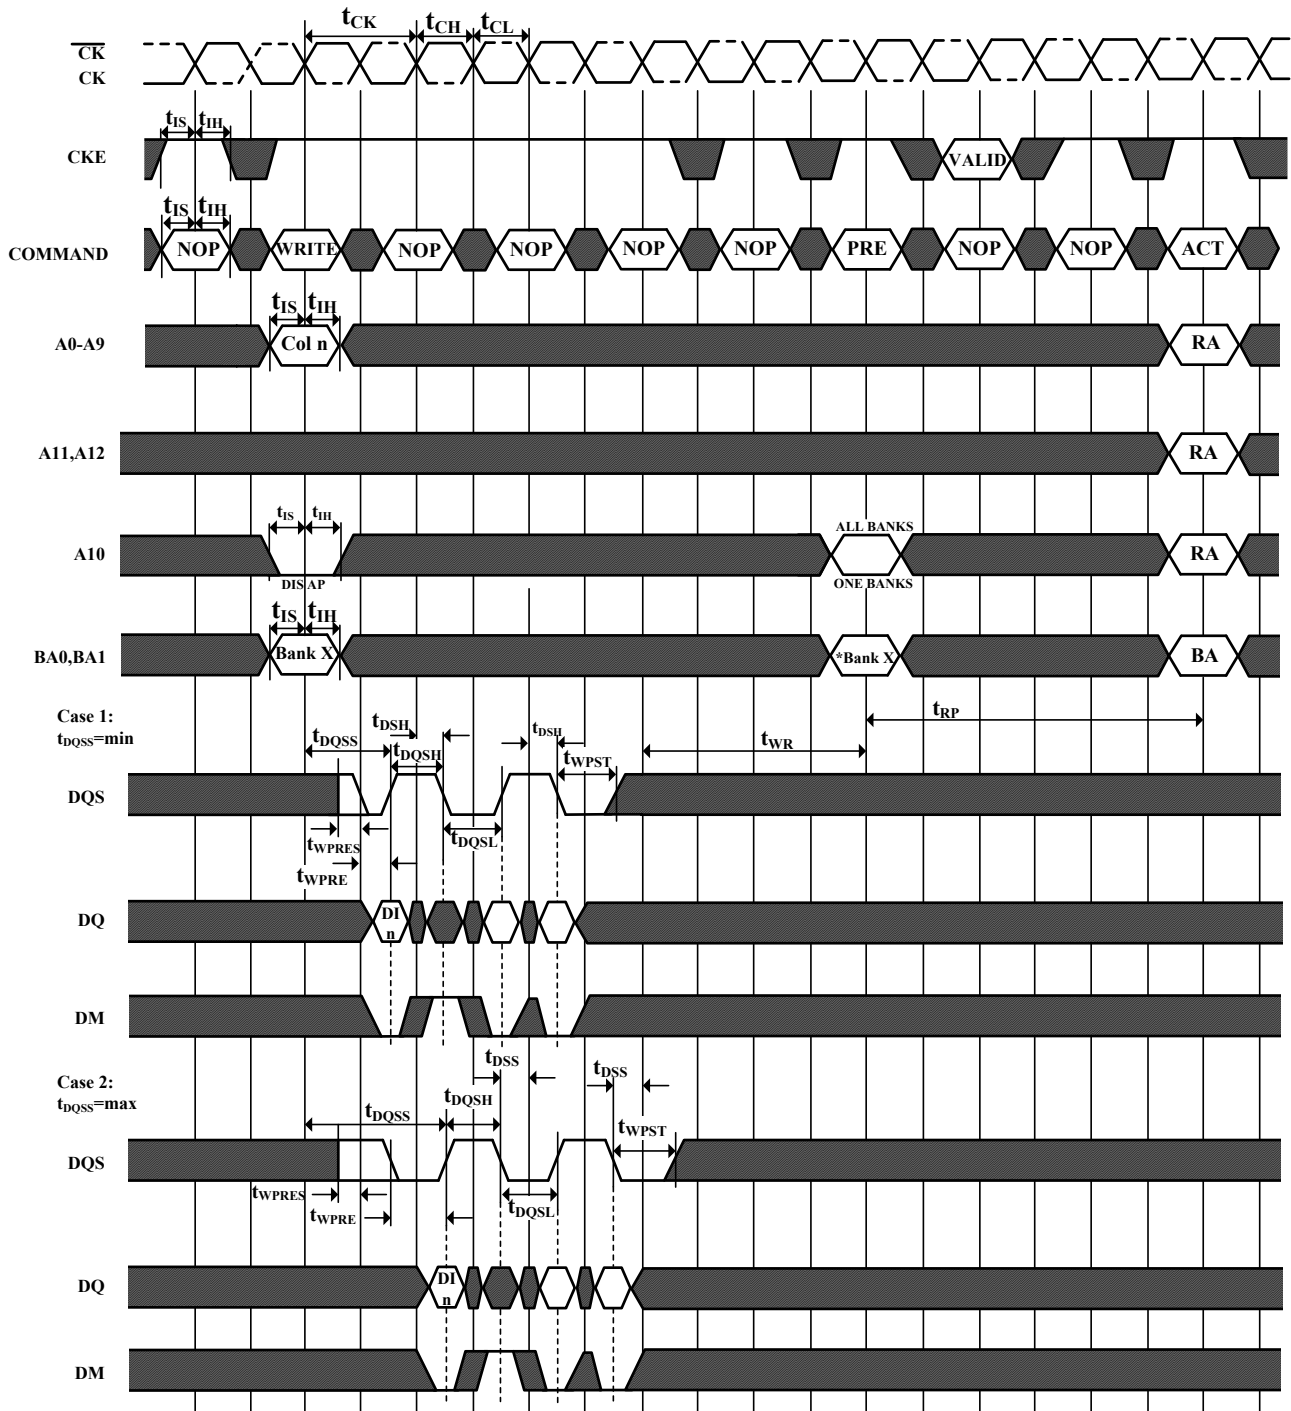 tCK tCH tCL
CK
CK
tIS tIH
CKE
VALID
tIS tIH
COMMAND NOP WRITE NOP NOP NOP NOP PRE NOP NOP ACT
tIS tIH
A0-A9 Col n RA
A11,A12 RA
tIS tIH ALL BANKS
A10 RA
DIS AP ONE BANKS
tIS tIH
BA0,BA1 Bank X *Bank X BA
Case 1:
tDQSS=min
tDQSS tDSH tDQSH tDSH tWPST tWR tRP
DQS
tWPRES tDQSL
tWPRE
DQ DI
n
DM
Case 2:
tDQSS=max
tDSS tDSS
tDQSS tDQSH tWPST
DQS
tWPRES tWPRE tDQSL
DQ DI
n
DM